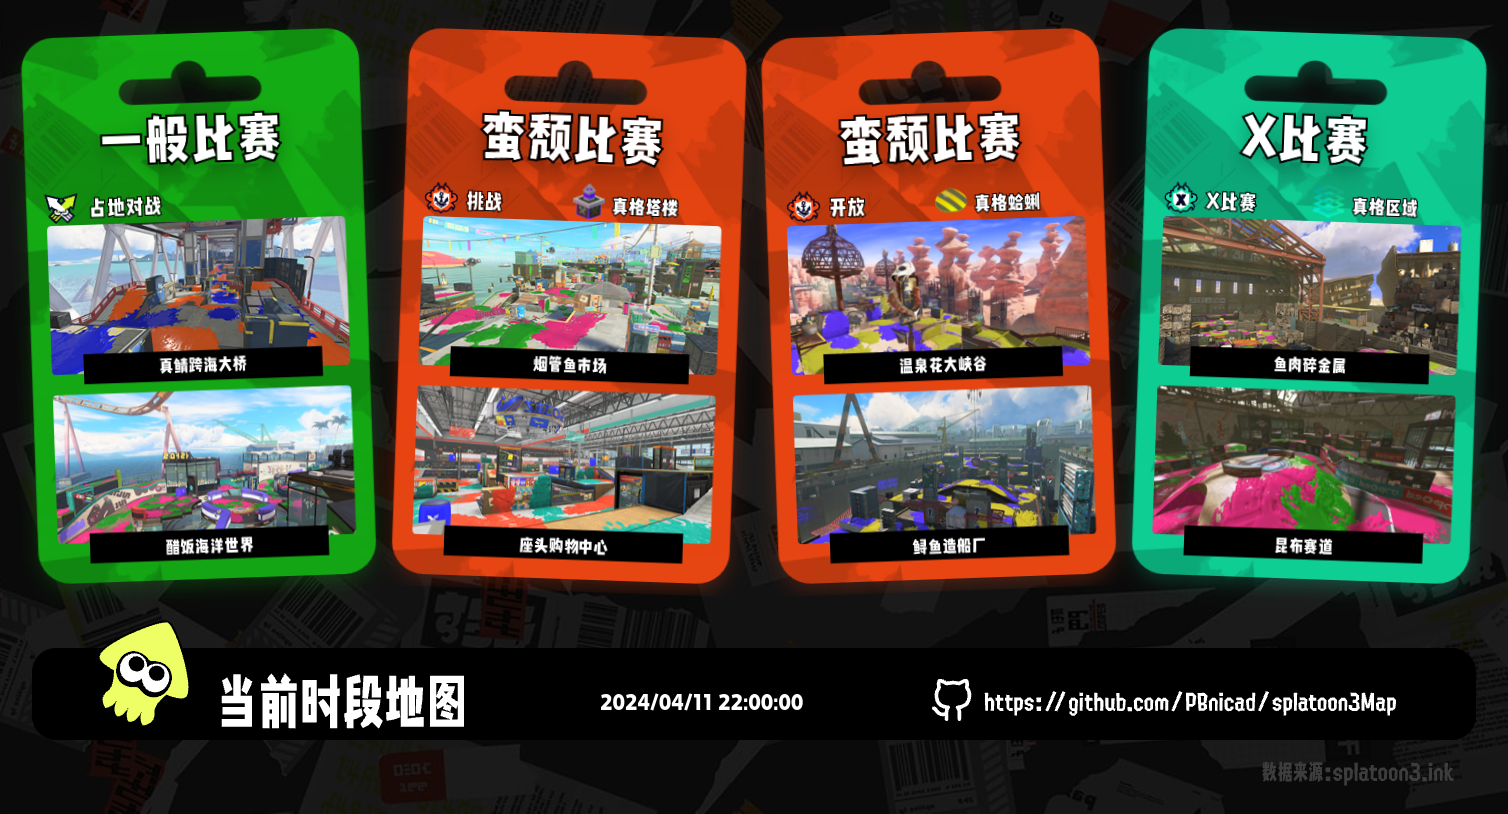 一般比赛
占地对战
真鲭跨海大桥
醋饭海洋世界
蛮颓比赛
挑战
真格塔楼
烟管鱼市场
座头购物中心
蛮颓比赛
开放
真格蛤蜊
温泉花大峡谷
鲟鱼造船厂
X比赛
X比赛
真格区域
鱼肉碎金属
昆布赛道
当前时段地图
2024/04/11 22:00:00
https://github.com/PBnicad/splatoon3Map
数据来源:splatoon3.ink